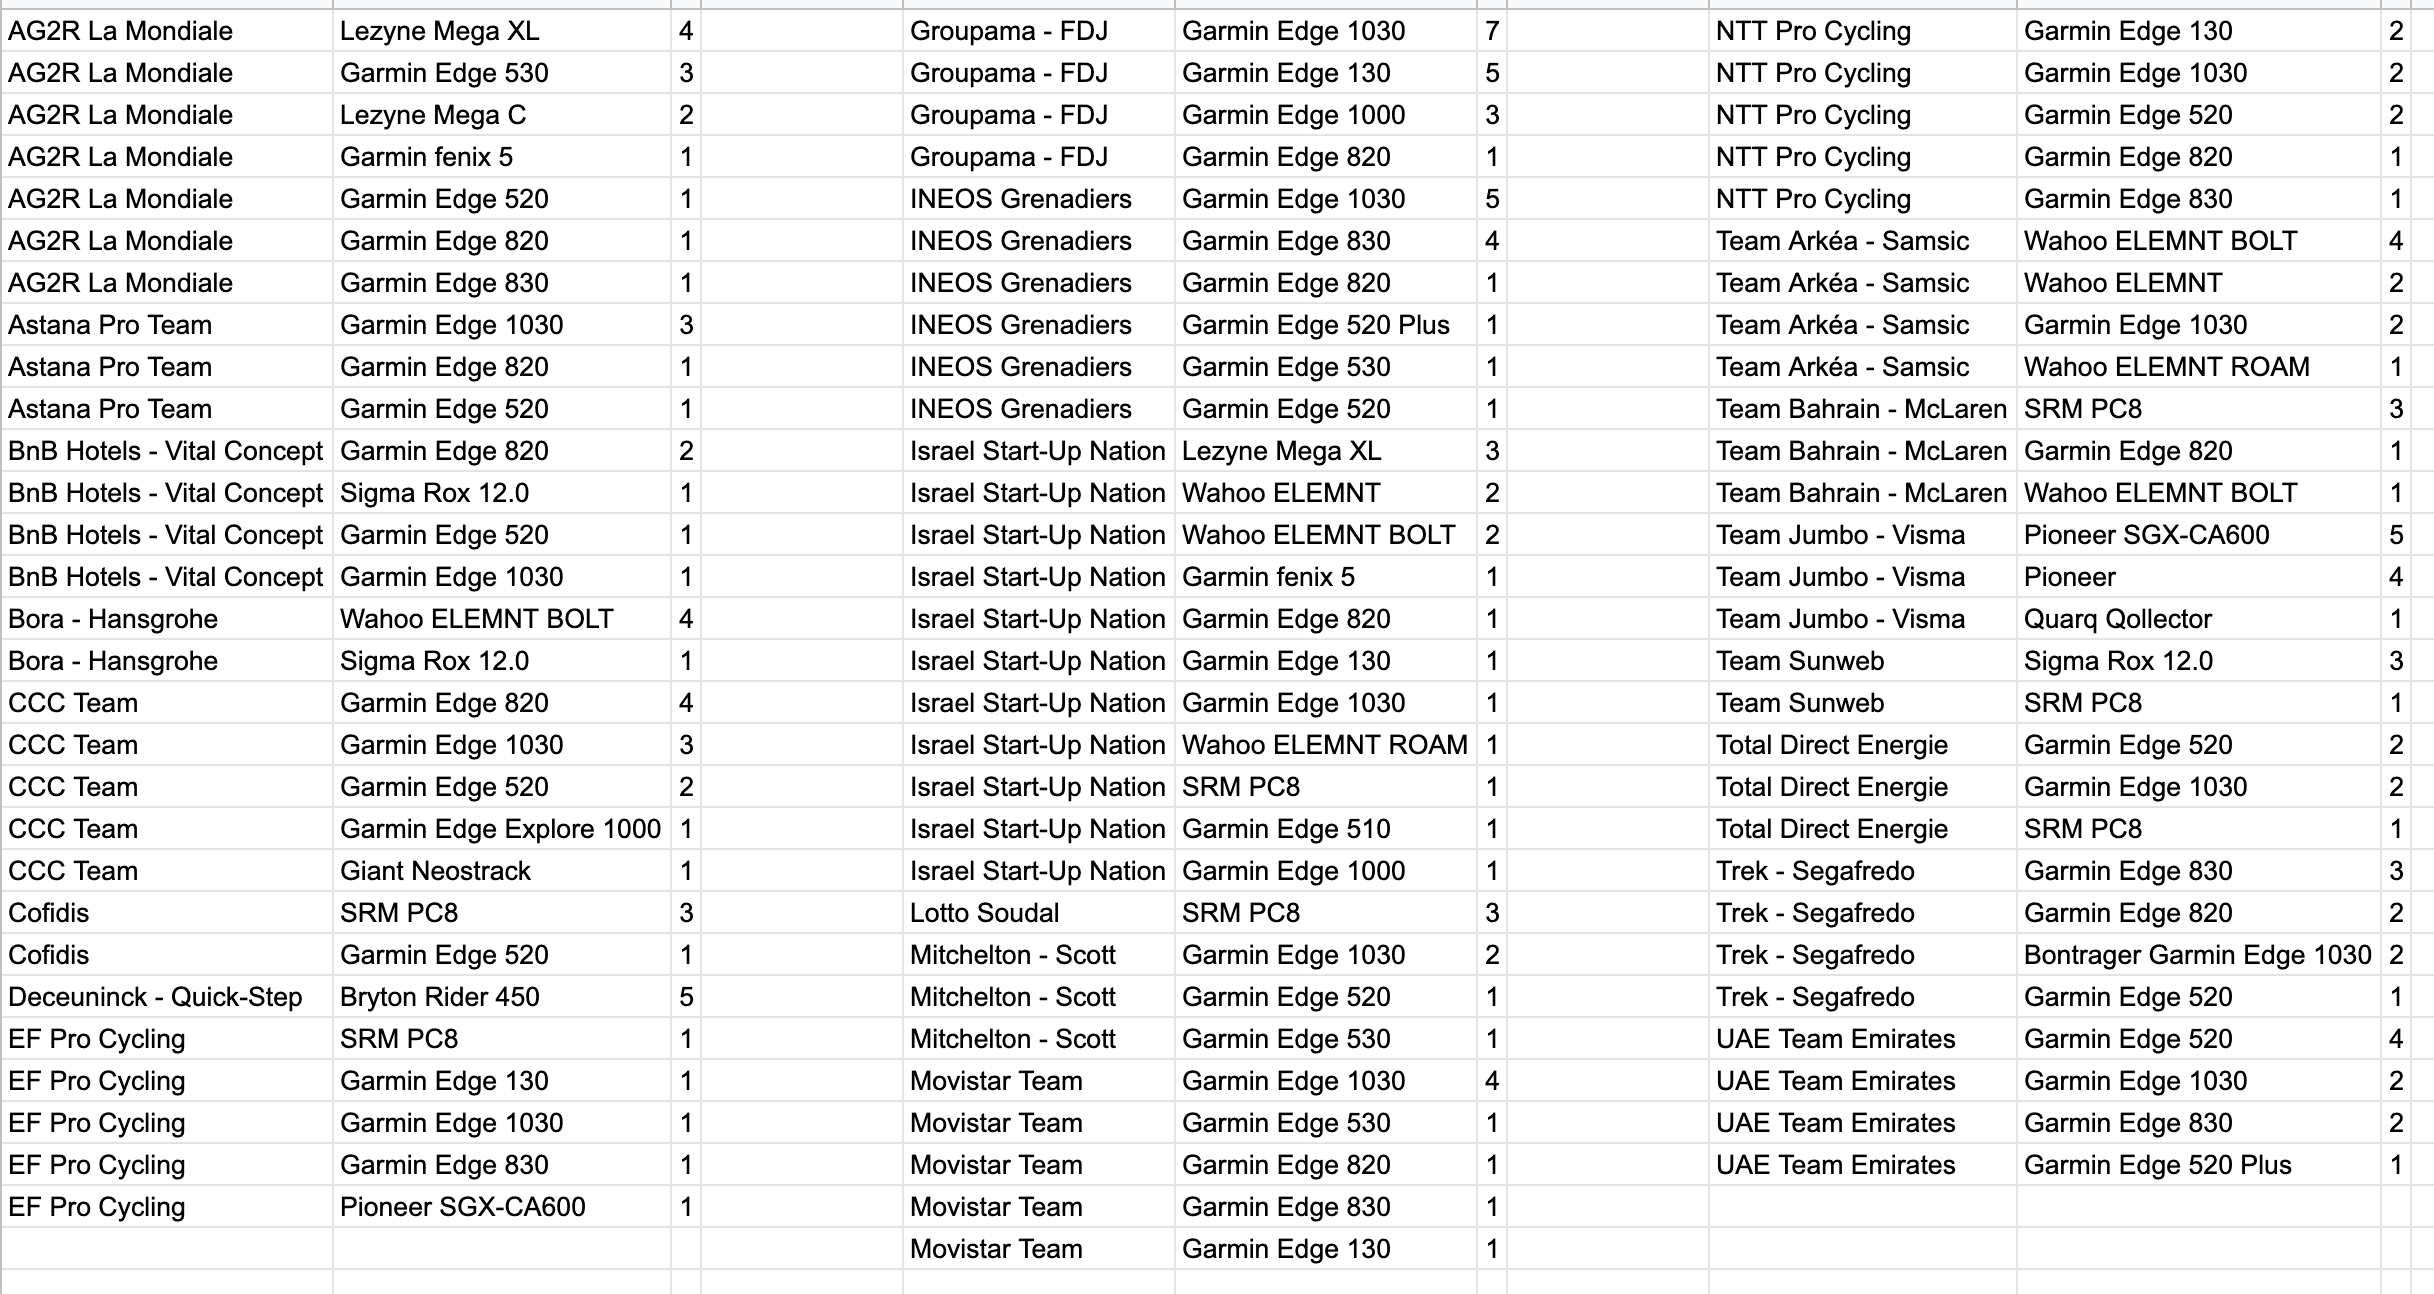 AG2R La Mondiale Lezyne Mega XL 4 Groupama - FDJ Garmin Edge 1030 7 NTT Pro Cycling Garmin Edge 130 2
AG2R La Mondiale Garmin Edge 530 3 Groupama - FDJ Garmin Edge 130 5 NTT Pro Cycling Garmin Edge 1030 2
AG2R La Mondiale Lezyne Mega C 2 Groupama - FDJ Garmin Edge 1000 3 NTT Pro Cycling Garmin Edge 520 2
AG2R La Mondiale Garmin fenix 5 1 Groupama - FDJ Garmin Edge 820 1 NTT Pro Cycling Garmin Edge 820 1
AG2R La Mondiale Garmin Edge 520 1 INEOS Grenadiers Garmin Edge 1030 5 NTT Pro Cycling Garmin Edge 830 1
AG2R La Mondiale Garmin Edge 820 1 INEOS Grenadiers Garmin Edge 830 4 Team Arkéa - Samsic Wahoo ELEMNT BOLT 4
AG2R La Mondiale Garmin Edge 830 1 INEOS Grenadiers Garmin Edge 820 1 Team Arkéa - Samsic Wahoo ELEMNT 2
Astana Pro Team Garmin Edge 1030 3 INEOS Grenadiers Garmin Edge 520 Plus 1 Team Arkéa - Samsic Garmin Edge 1030 2
Astana Pro Team Garmin Edge 820 1 INEOS Grenadiers Garmin Edge 530 1 Team Arkéa - Samsic Wahoo ELEMNT ROAM 1
Astana Pro Team Garmin Edge 520 1 INEOS Grenadiers Garmin Edge 520 1 Team Bahrain - McLaren SRM PC8 3
BnB Hotels - Vital Concept Garmin Edge 820 2 Israel Start-Up Nation Lezyne Mega XL 3 Team Bahrain - McLaren Garmin Edge 820 1
BnB Hotels - Vital Concept Sigma Rox 12.0 1 Israel Start-Up Nation Wahoo ELEMNT 2 Team Bahrain - McLaren Wahoo ELEMNT BOLT 1
BnB Hotels - Vital Concept Garmin Edge 520 1 Israel Start-Up Nation Wahoo ELEMNT BOLT 2 Team Jumbo - Visma Pioneer SGX-CA600 5
BnB Hotels - Vital Concept Garmin Edge 1030 1 Israel Start-Up Nation Garmin fenix 5 1 Team Jumbo - Visma Pioneer 4
Bora - Hansgrohe Wahoo ELEMNT BOLT 4 Israel Start-Up Nation Garmin Edge 820 1 Team Jumbo - Visma Quarq Qollector 1
Bora - Hansgrohe Sigma Rox 12.0 1 Israel Start-Up Nation Garmin Edge 130 1 Team Sunweb Sigma Rox 12.0 3
CCC Team Garmin Edge 820 4 Israel Start-Up Nation Garmin Edge 1030 1 Team Sunweb SRM PC8 1
CCC Team Garmin Edge 1030 3 Israel Start-Up Nation Wahoo ELEMNT ROAM 1 Total Direct Energie Garmin Edge 520 2
CCC Team Garmin Edge 520 2 Israel Start-Up Nation SRM PC8 1 Total Direct Energie Garmin Edge 1030 2
CCC Team Garmin Edge Explore 1000 1 Israel Start-Up Nation Garmin Edge 510 1 Total Direct Energie SRM PC8 1
CCC Team Giant Neostrack 1 Israel Start-Up Nation Garmin Edge 1000 1 Trek - Segafredo Garmin Edge 830 3
Cofidis SRM PC8 3 Lotto Soudal SRM PC8 3 Trek - Segafredo Garmin Edge 820 2
Cofidis Garmin Edge 520 1 Mitchelton - Scott Garmin Edge 1030 2 Trek - Segafredo Bontrager Garmin Edge 1030 2
Deceuninck - Quick-Step Bryton Rider 450 5 Mitchelton - Scott Garmin Edge 520 1 Trek - Segafredo Garmin Edge 520 1
EF Pro Cycling SRM PC8 1 Mitchelton - Scott Garmin Edge 530 1 UAE Team Emirates Garmin Edge 520 4
EF Pro Cycling Garmin Edge 130 1 Movistar Team Garmin Edge 1030 4 UAE Team Emirates Garmin Edge 1030 2
EF Pro Cycling Garmin Edge 1030 1 Movistar Team Garmin Edge 530 1 UAE Team Emirates Garmin Edge 830 2
EF Pro Cycling Garmin Edge 830 1 Movistar Team Garmin Edge 820 1 UAE Team Emirates Garmin Edge 520 Plus 1
EF Pro Cycling Pioneer SGX-CA600 1 Movistar Team Garmin Edge 830 1
Movistar Team Garmin Edge 130 1